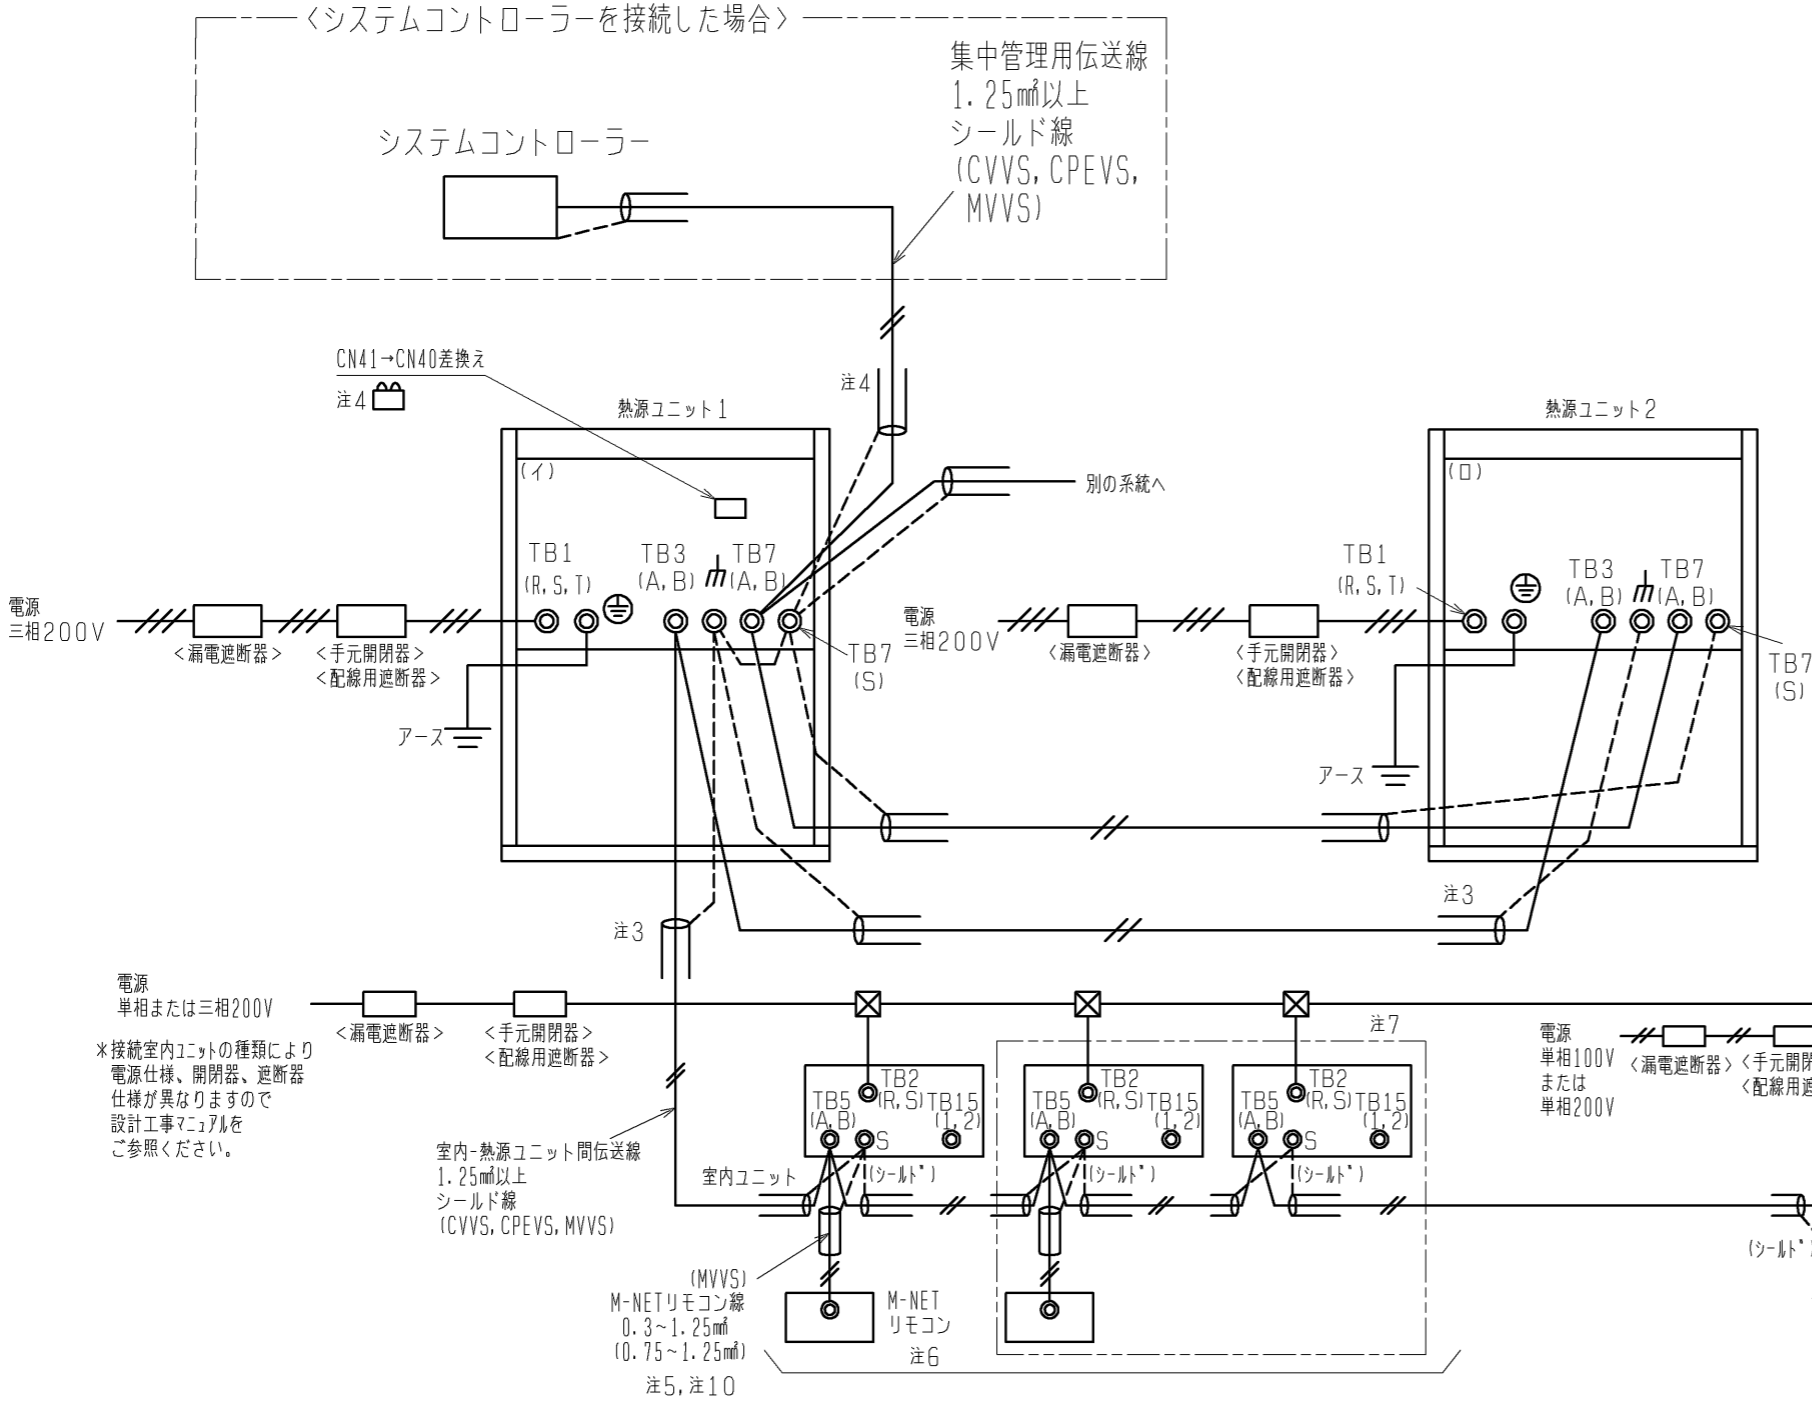 〈システムコントローラーを接続した場合〉
集中管理用伝送線
1.25㎟以上
シールド線
(CVVS, CPEVS,
MVVS)
システムコントローラー
CN41→CN40差換え
注4
注4
熱源ユニット1
(イ)
TB1
(R, S, T)
TB3
(A, B)
TB7
(A, B)
別の系統へ
TB7
(S)
電源
三相200V
<漏電遮断器>
<手元開閉器>
<配線用遮断器>
アース
熱源ユニット2
(ロ)
TB1
(R, S, T)
TB3
(A, B)
TB7
(A, B)
TB7
(S)
電源
三相200V
<漏電遮断器>
<手元開閉器>
<配線用遮断器>
アース
注3
注3
電源
単相または三相200V
<漏電遮断器>
<手元開閉器>
<配線用遮断器>
*接続室内ユニットの種類により
電源仕様、開閉器、遮断器
仕様が異なりますので
設計工事マニュアルを
ご参照ください。
室内-熱源ユニット間伝送線
1.25㎟以上
シールド線
(CVVS, CPEVS, MVVS)
注7
TB2
(R, S)
TB5
(A, B)
S
TB15
(1, 2)
室内ユニット
(シールド)
TB2
(R, S)
TB5
(A, B)
S
TB15
(1, 2)
(シールド)
TB2
(R, S)
TB5
(A, B)
S
TB15
(1, 2)
(シールド)
電源
単相100V
または
単相200V
<漏電遮断器>
<手元開閉
<配線用遮
(シールド)
(MVVS)
M-NETリモコン線
0.3~1.25㎟
(0.75~1.25㎟)
注5, 注10
M-NET
リモコン
注6